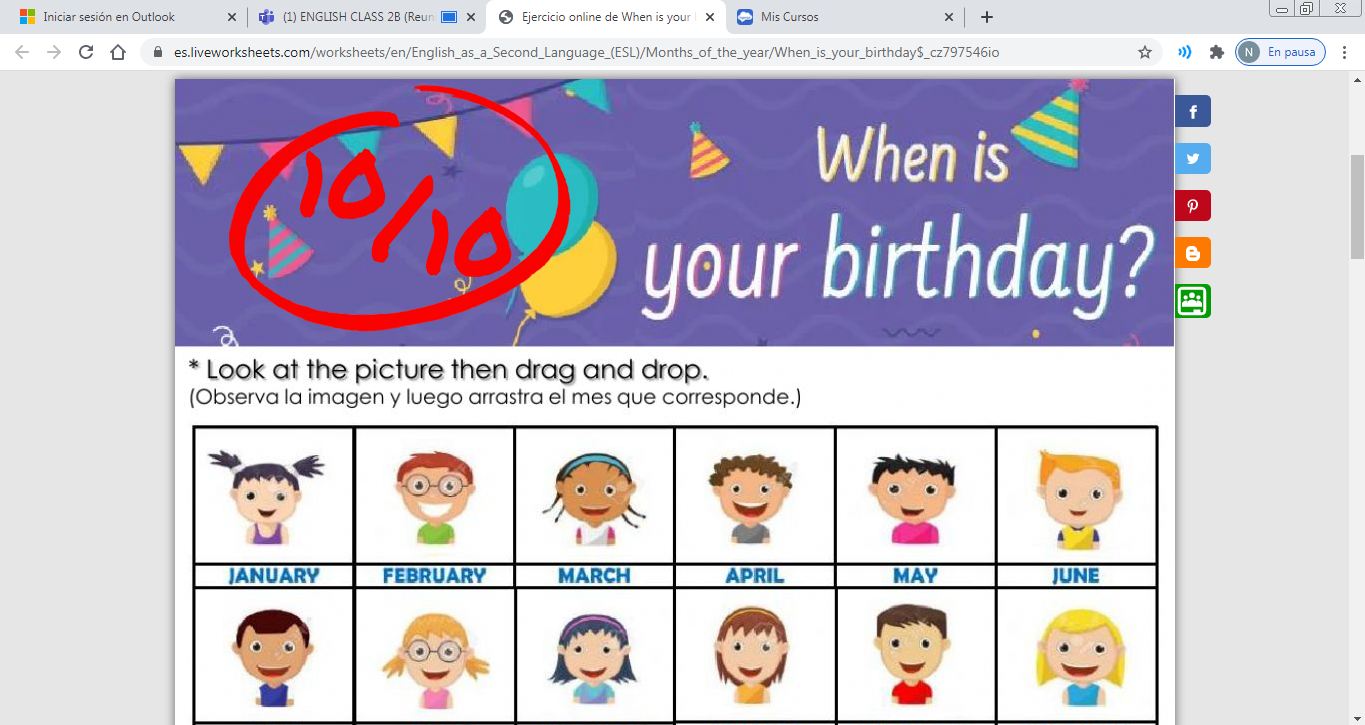 Iniciar sesión en Outlook
(1) ENGLISH CLASS 2B (Reun
Ejercicio online de When is your
Mis Cursos
es.liveworksheets.com/worksheets/en/English_as_a_Second_Language_(ESL)/Months_of_the_year/When_is_your_birthday$_cz797546io
N En pausa
10/10
When is
your birthday?
* Look at the picture then drag and drop.
(Observa la imagen y luego arrastra el mes que corresponde.)
JANUARY FEBRUARY MARCH APRIL MAY JUNE